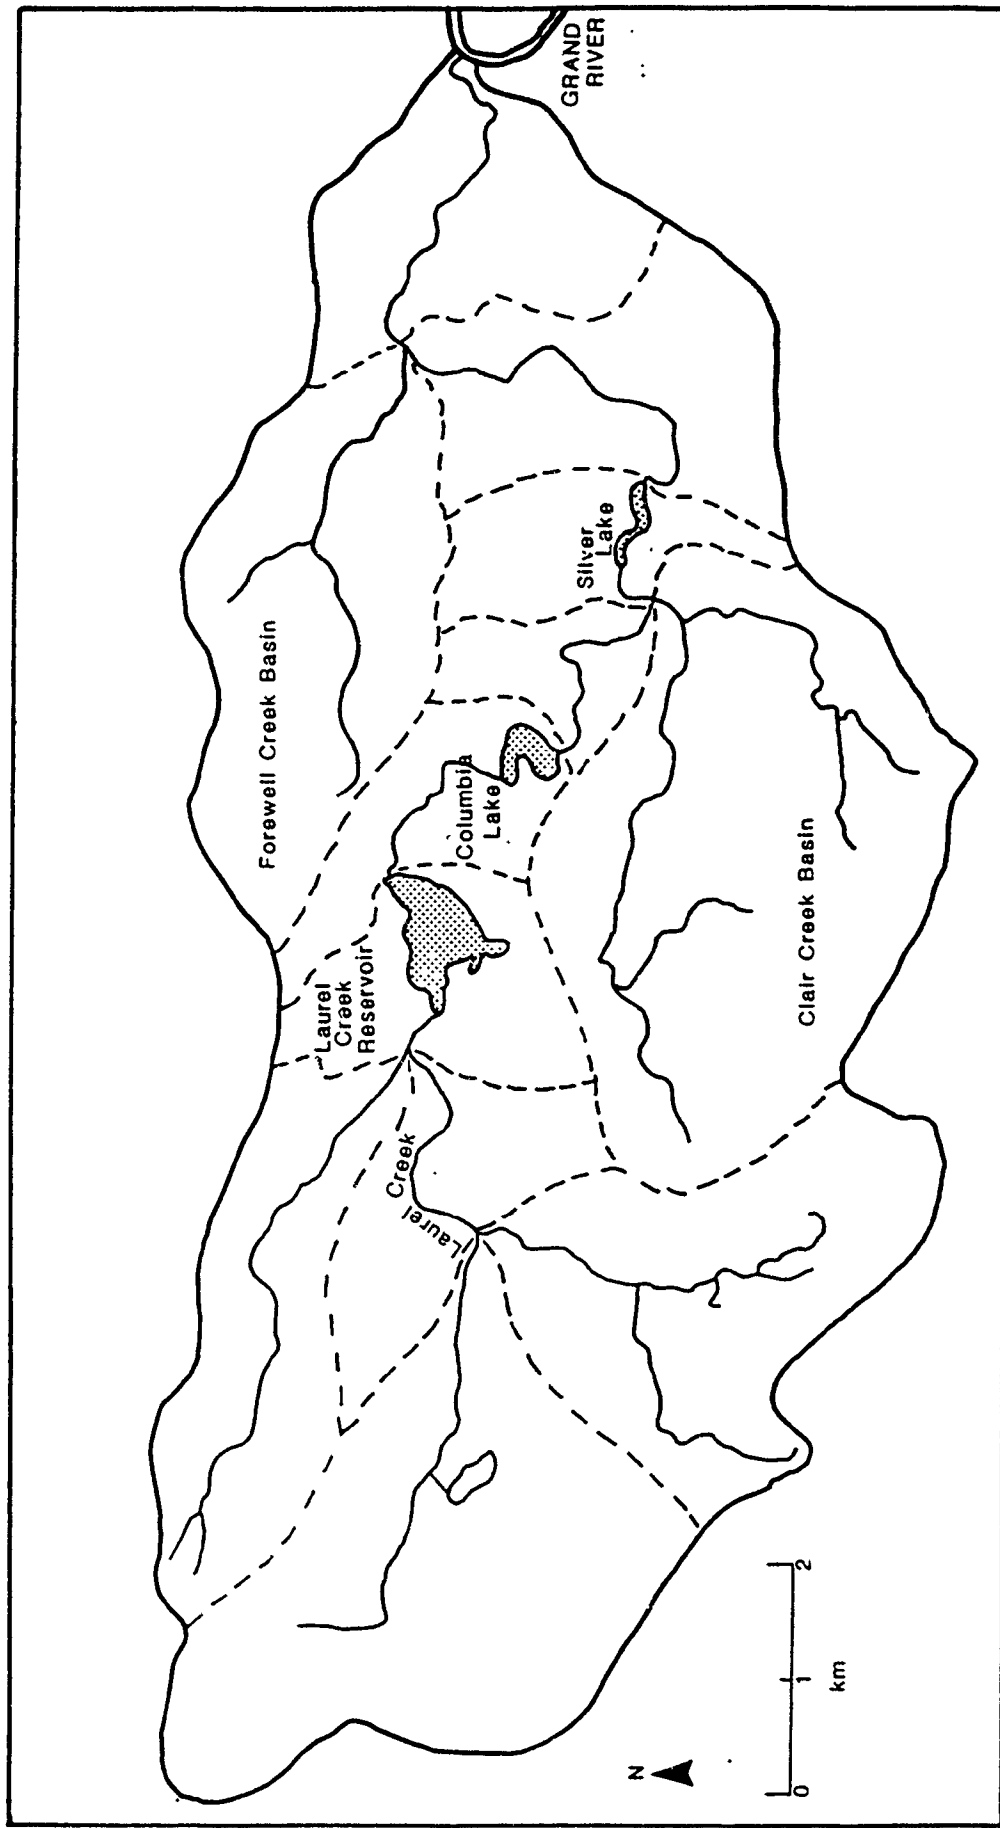 GRAND
RIVER
Forewell Creek Basin
Silver
Lake
Columbia
Lake
Laurel
Creek
Reservoir
Laurel Creek
Clair Creek Basin
N
0 1 2
km